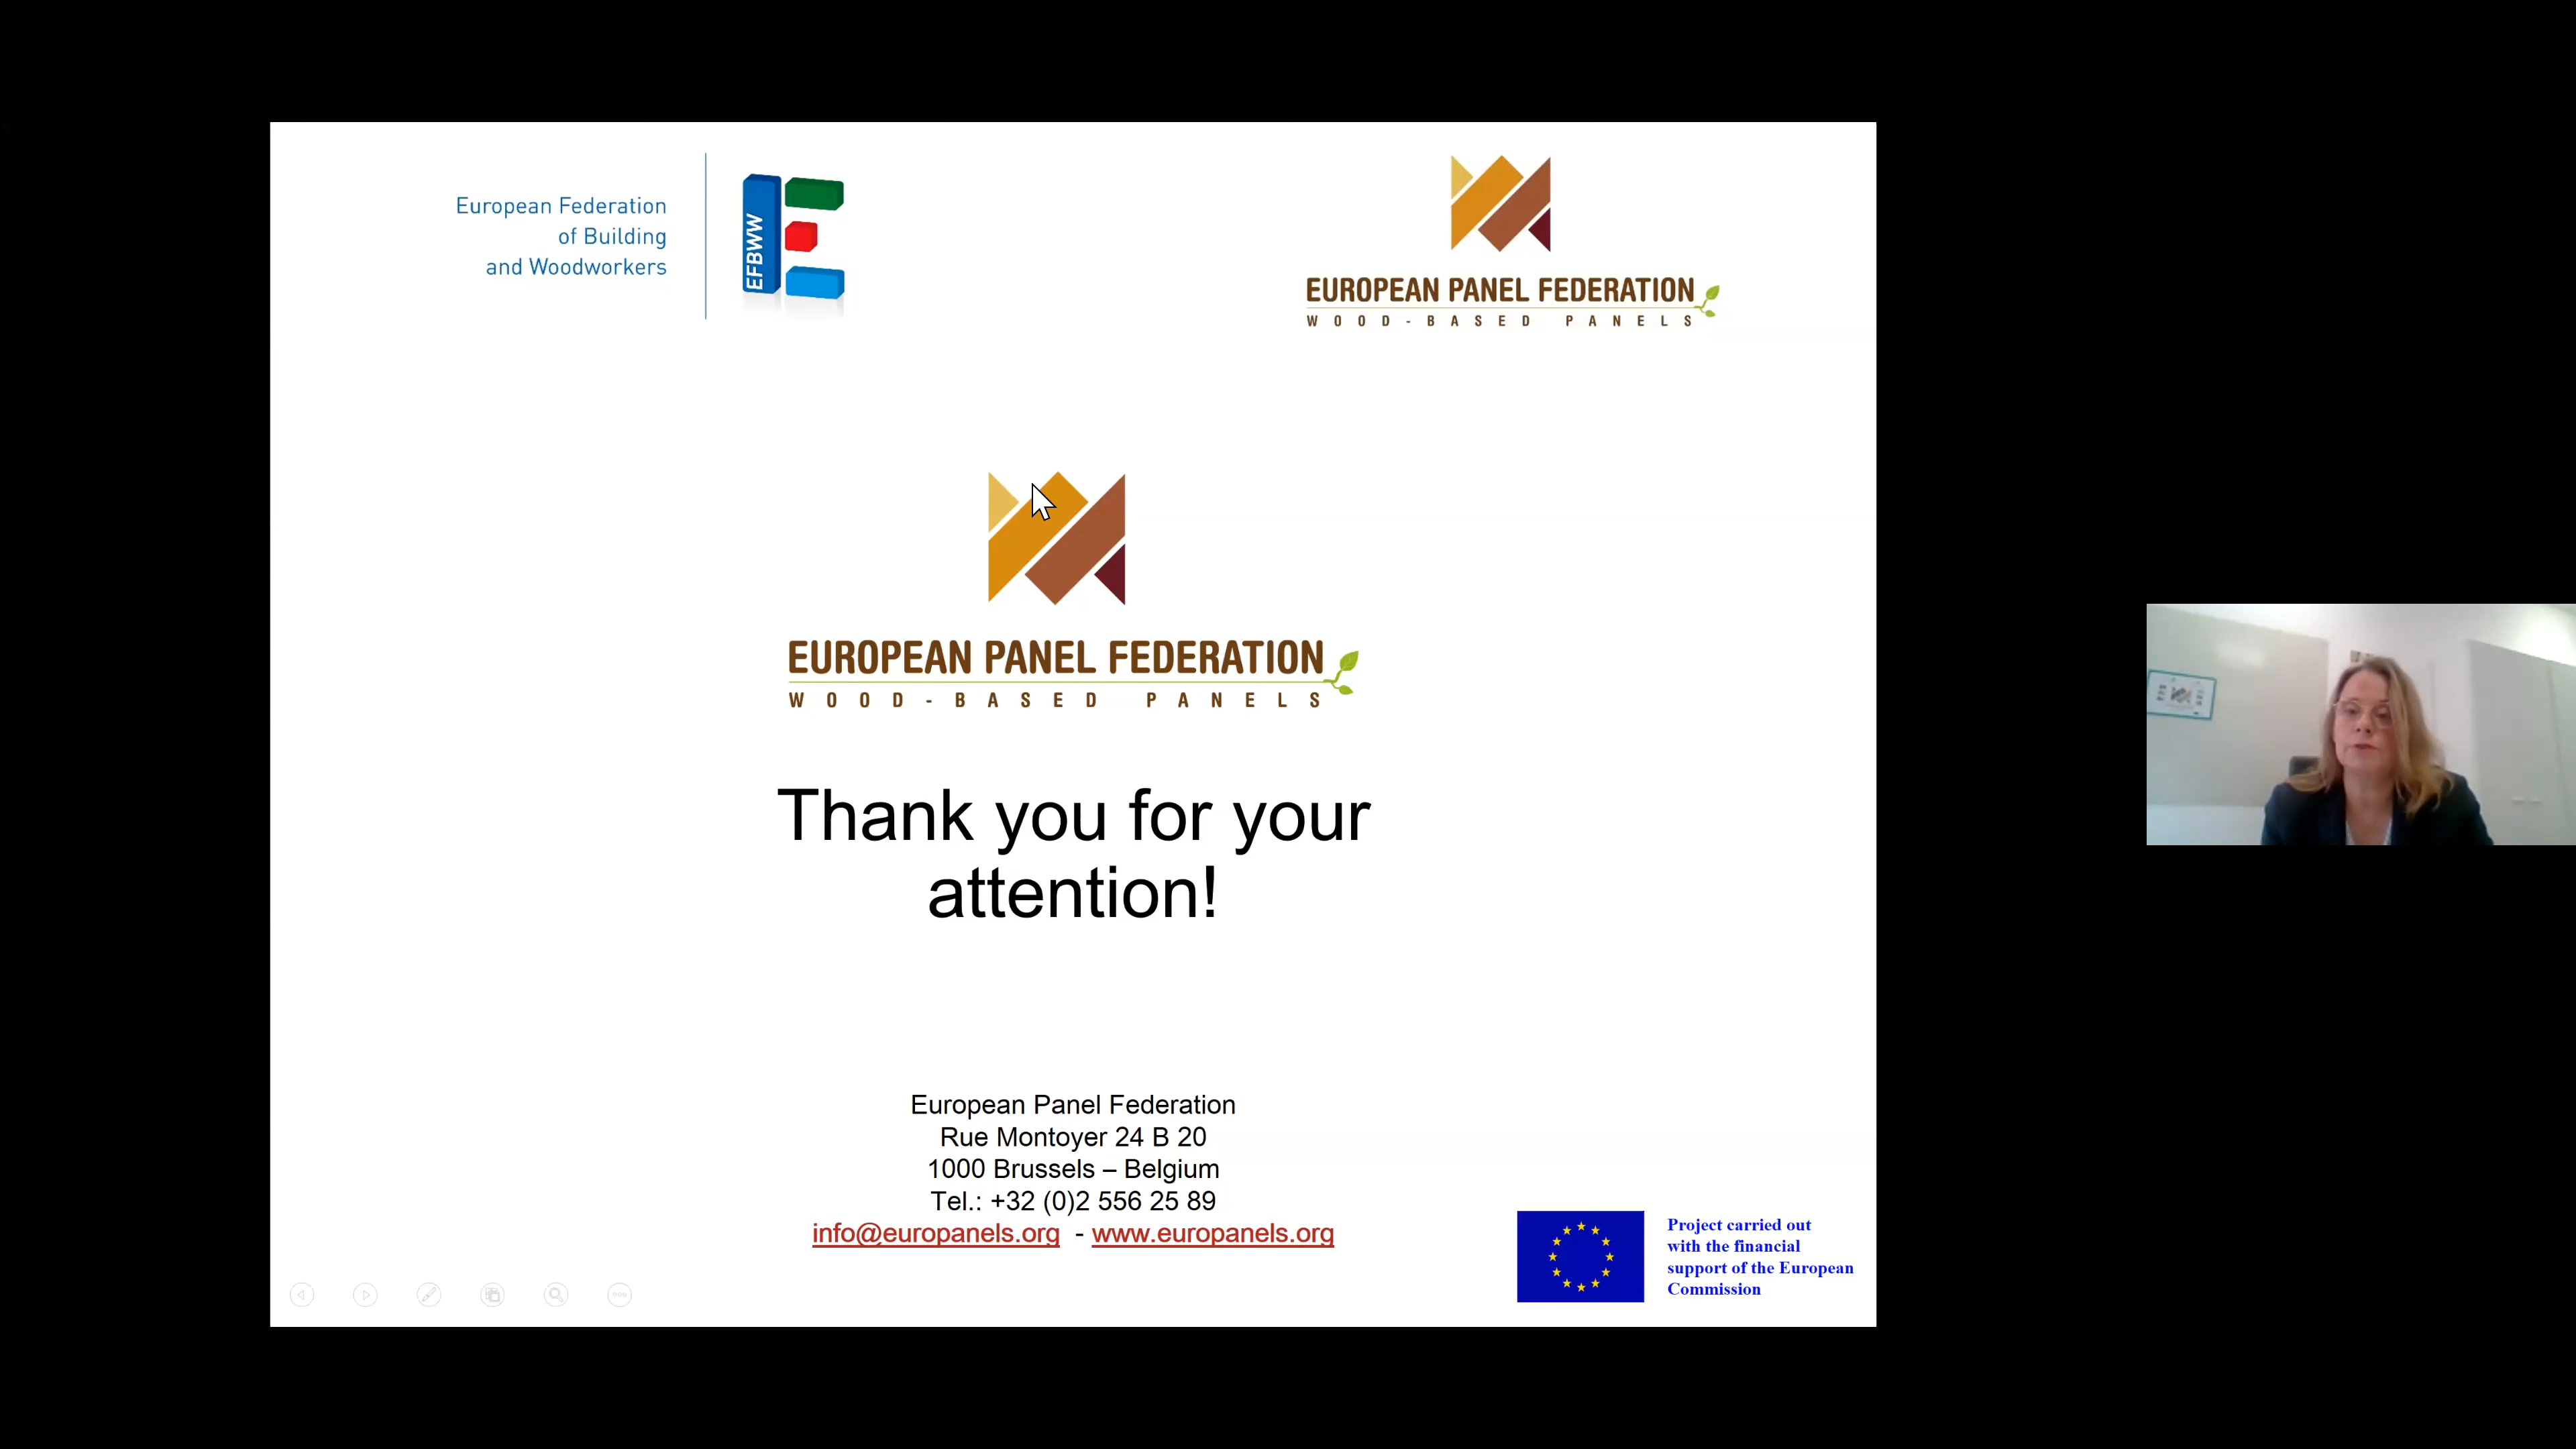 European Federation
of Building
and Woodworkers
EFBWW
EUROPEAN PANEL FEDERATION
WOOD-BASED PANELS
EUROPEAN PANEL FEDERATION
WOOD-BASED PANELS
Thank you for your
attention!
European Panel Federation
Rue Montoyer 24 B 20
1000 Brussels – Belgium
Tel.: +32 (0)2 556 25 89
info@europanels.org - www.europanels.org
Project carried out
with the financial
support of the European
Commission